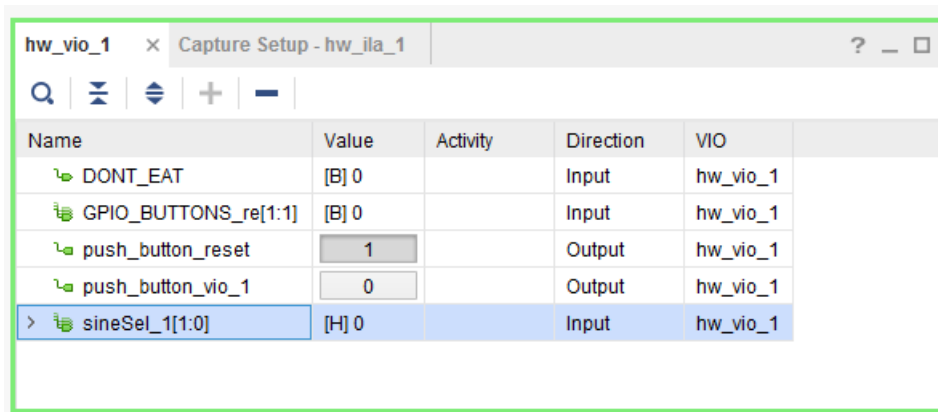 hw_vio_1 × Capture Setup - hw_ila_1 ?
Name Value Activity Direction VIO
DONT_EAT [B] 0 Input hw_vio_1
GPIO_BUTTONS_re[1:1] [B] 0 Input hw_vio_1
push_button_reset 1 Output hw_vio_1
push_button_vio_1 0 Output hw_vio_1
sineSel_1[1:0] [H] 0 Input hw_vio_1